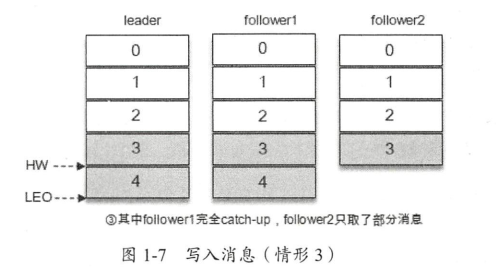 leader follower1 follower2
0 0 0
1 1 1
2 2 2
3 3 3
HW
4 4
LEO
③其中follower1完全catch-up，follower2只取了部分消息
图 1-7 写入消息（情形 3）